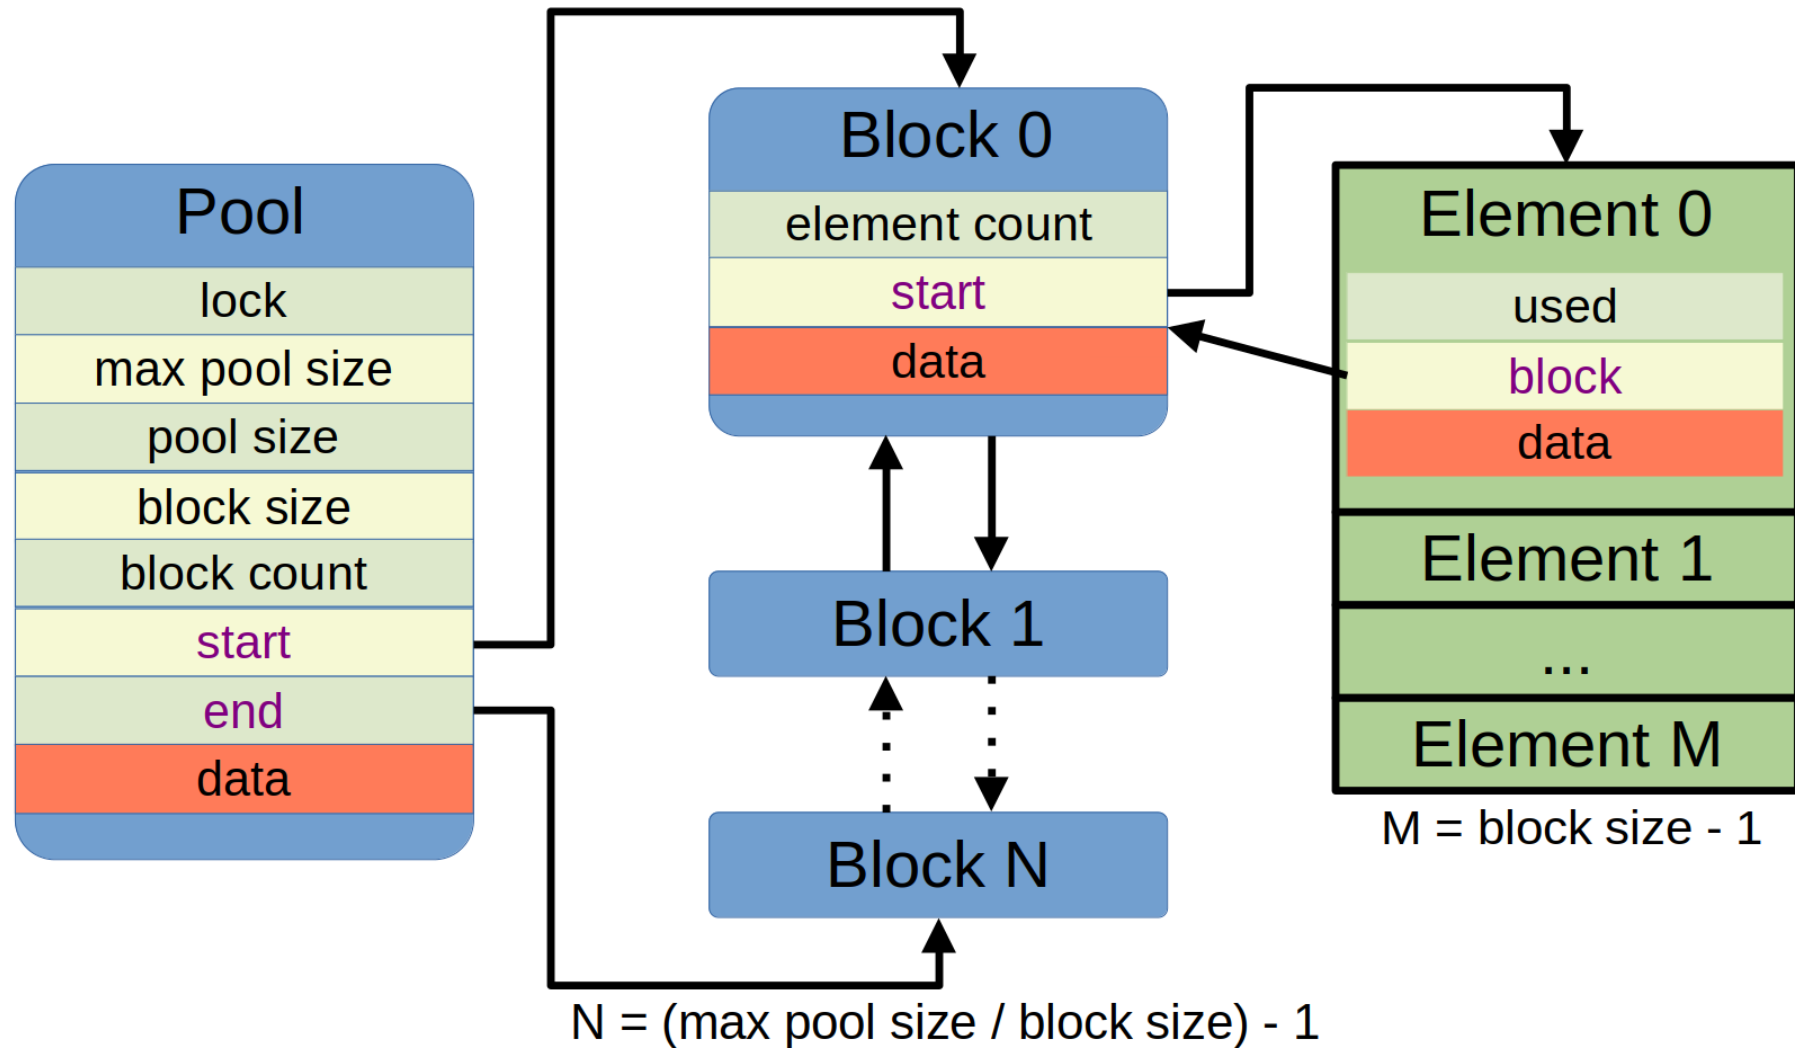 Pool
lock
max pool size
pool size
block size
block count
start
end
data
Block 0
element count
start
data
Block 1
Block N
N = (max pool size / block size) - 1
Element 0
used
block
data
Element 1
...
Element M
M = block size - 1